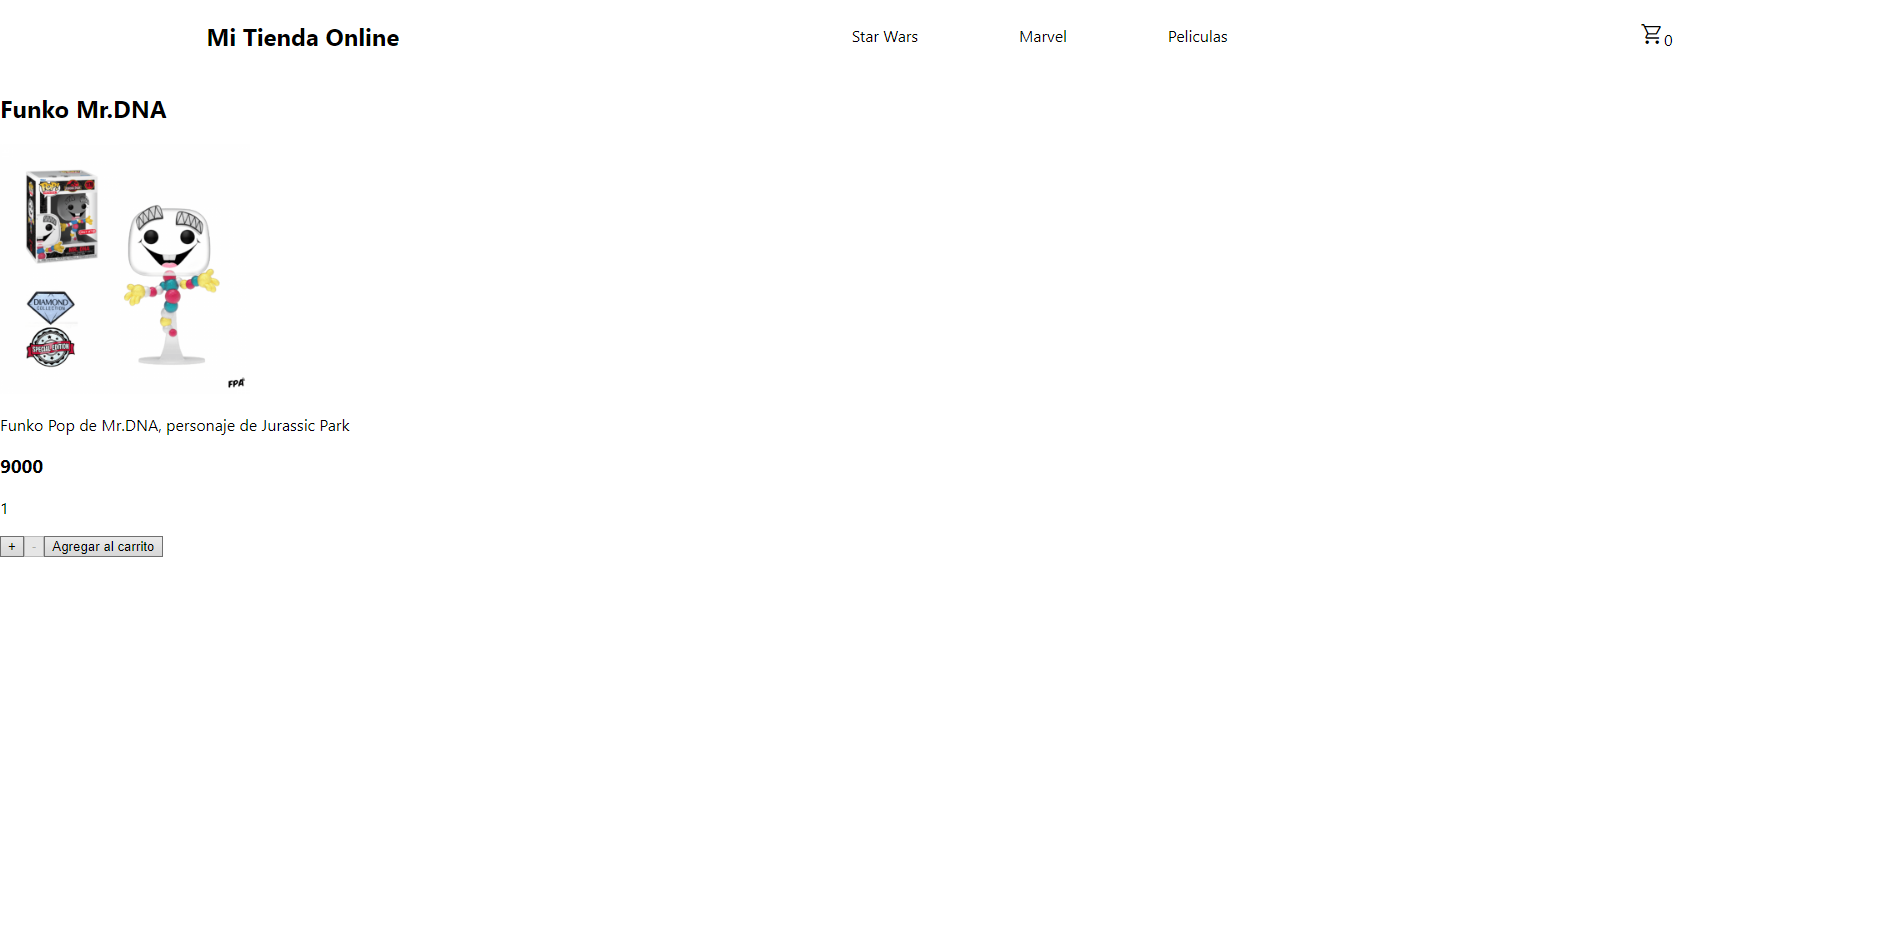 Mi Tienda Online
Star Wars
Marvel
Peliculas
0
Funko Mr.DNA
DIAMOND
COLLECTION
SPECIAL EDITION
FPA
Funko Pop de Mr.DNA, personaje de Jurassic Park
9000
1
+ - Agregar al carrito